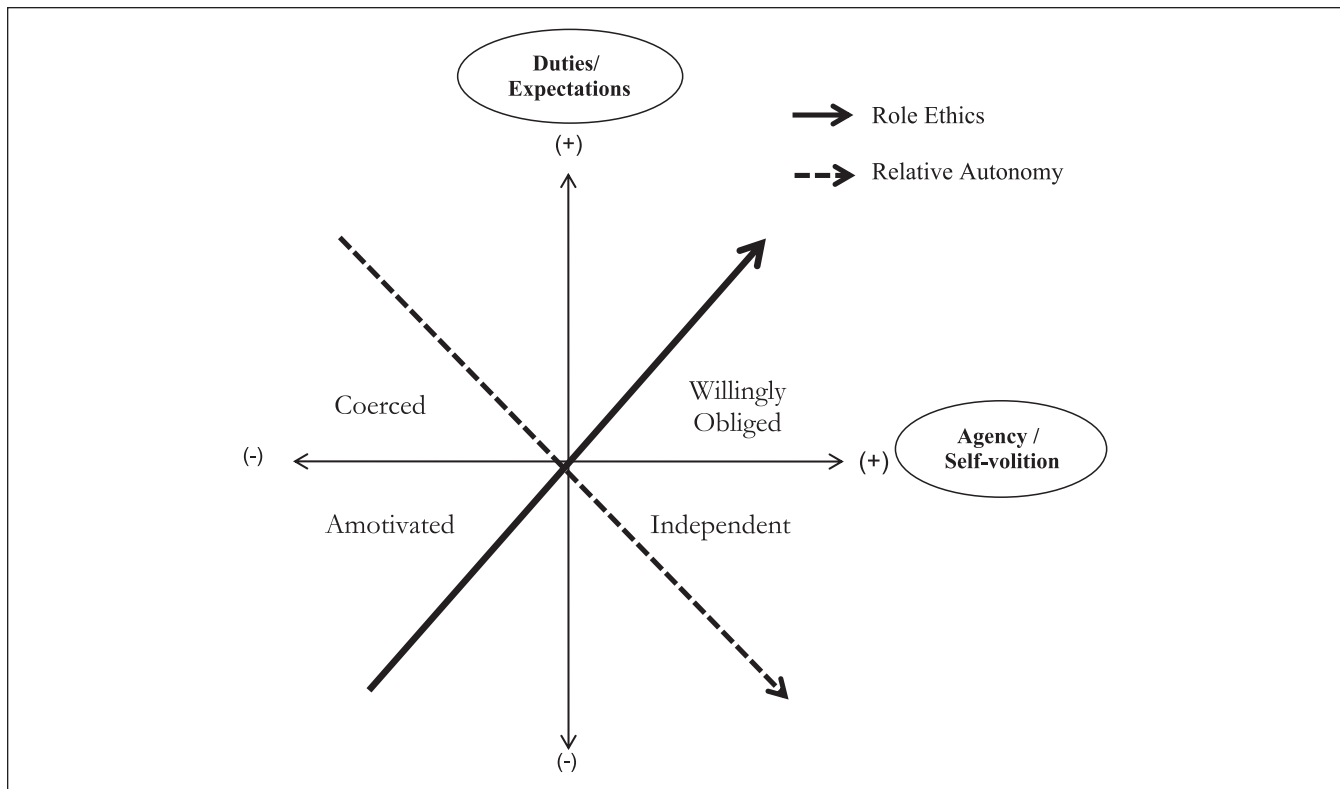 Duties/
Expectations
(+)
Role Ethics
Relative Autonomy
Coerced
Willingly
Obliged
(-)
(+)
Agency /
Self-volition
Amotivated
Independent
(-)